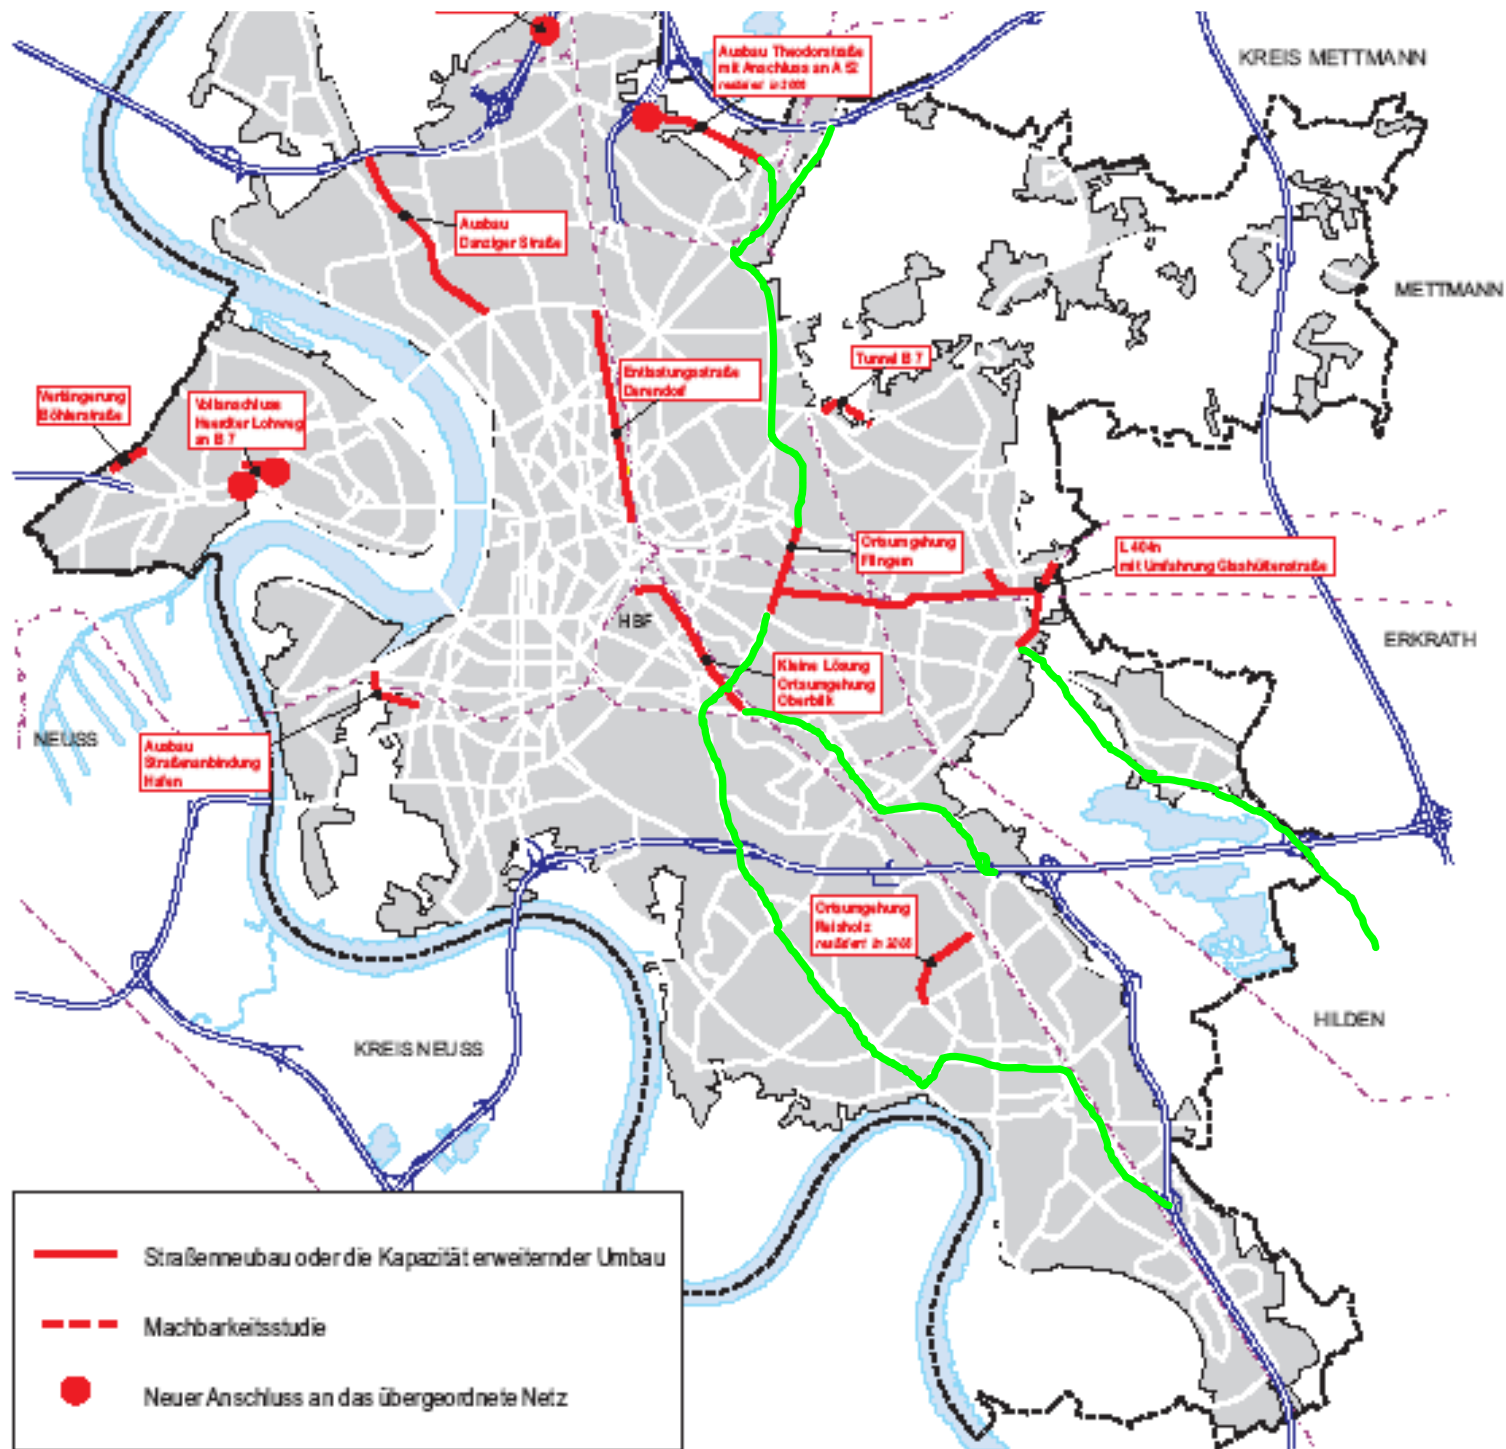 KREIS METTMANN
Ausbau Theodorstraße
mit Anschluss an A 52
realisiert in 2009
Ausbau
Danziger Straße
METTMANN
Entlastungsstraße
Derendorf
Tunnel B 7
Verlängerung
Böhlerstraße
Vollanschluss
Heerdter Lohweg
an B 7
Ortsumgehung
Flingern
L 404n
mit Umfahrung Glashüttenstraße
HBF
ERKRATH
Kleine Lösung
Ortsumgehung
Oberbilk
NEUSS
Ausbau
Straßenanbindung
Hafen
Ortsumgehung
Reisholz
realisiert in
HILDEN
KREIS NEUSS
Straßenneubau oder die Kapazität erweiternder Umbau
Machbarkeitsstudie
Neuer Anschluss an das übergeordnete Netz